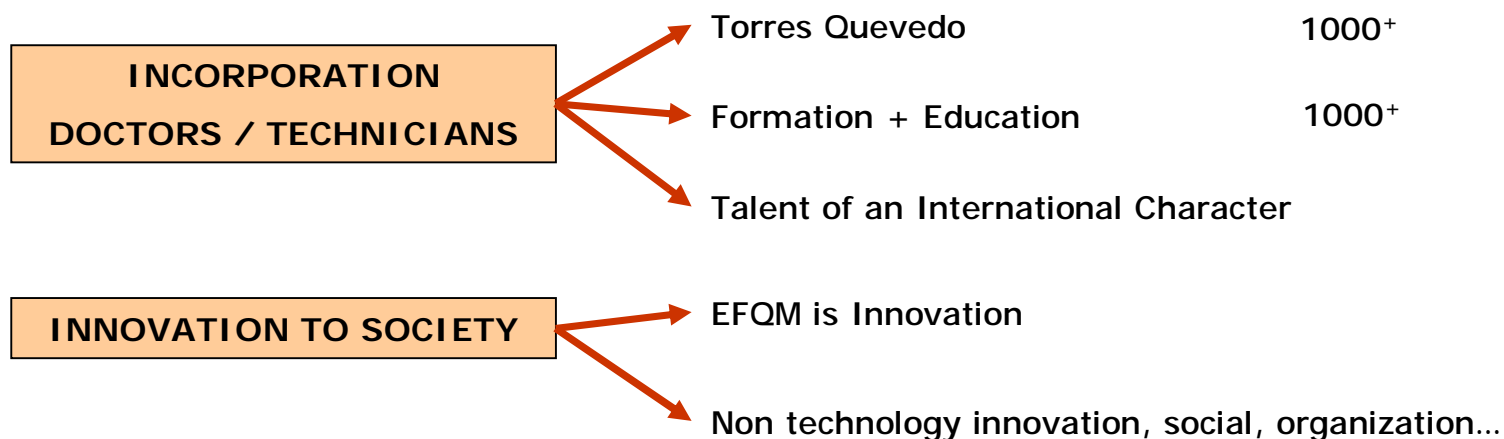 INCORPORATION
DOCTORS / TECHNICIANS
Torres Quevedo 1000+
Formation + Education 1000+
Talent of an International Character
INNOVATION TO SOCIETY
EFQM is Innovation
Non technology innovation, social, organization...